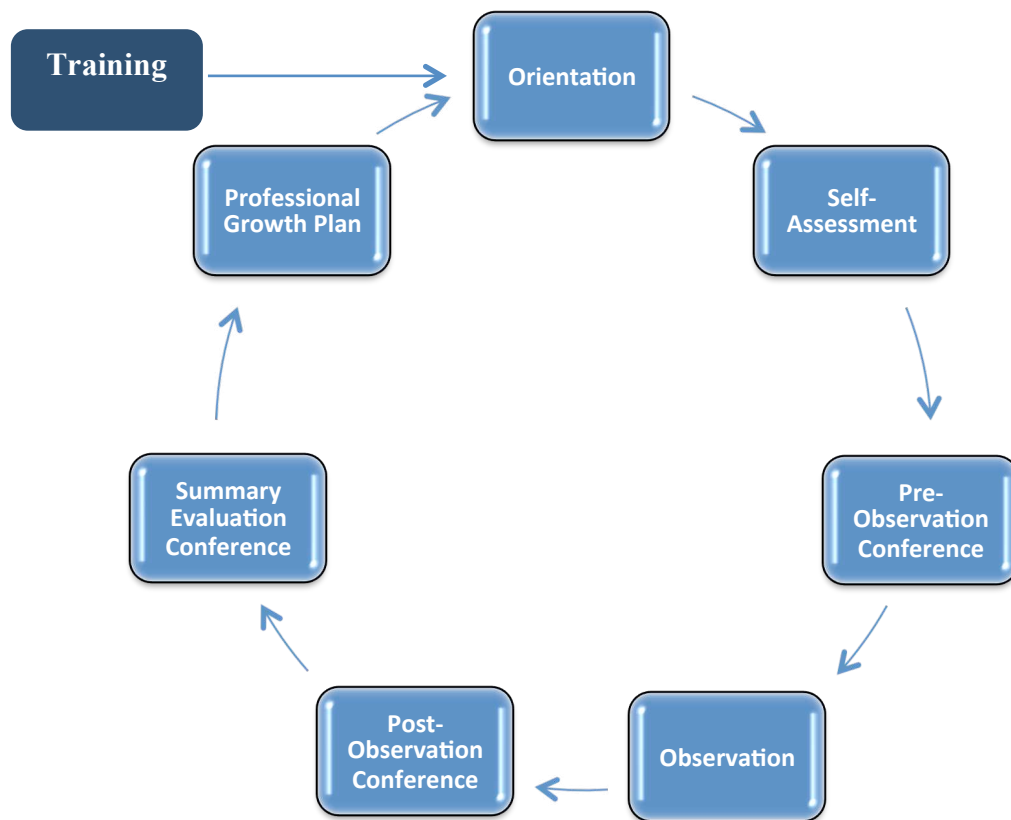 Training
Orientation
Self-
Assessment
Pre-
Observation
Conference
Observation
Post-
Observation
Conference
Summary
Evaluation
Conference
Professional
Growth Plan